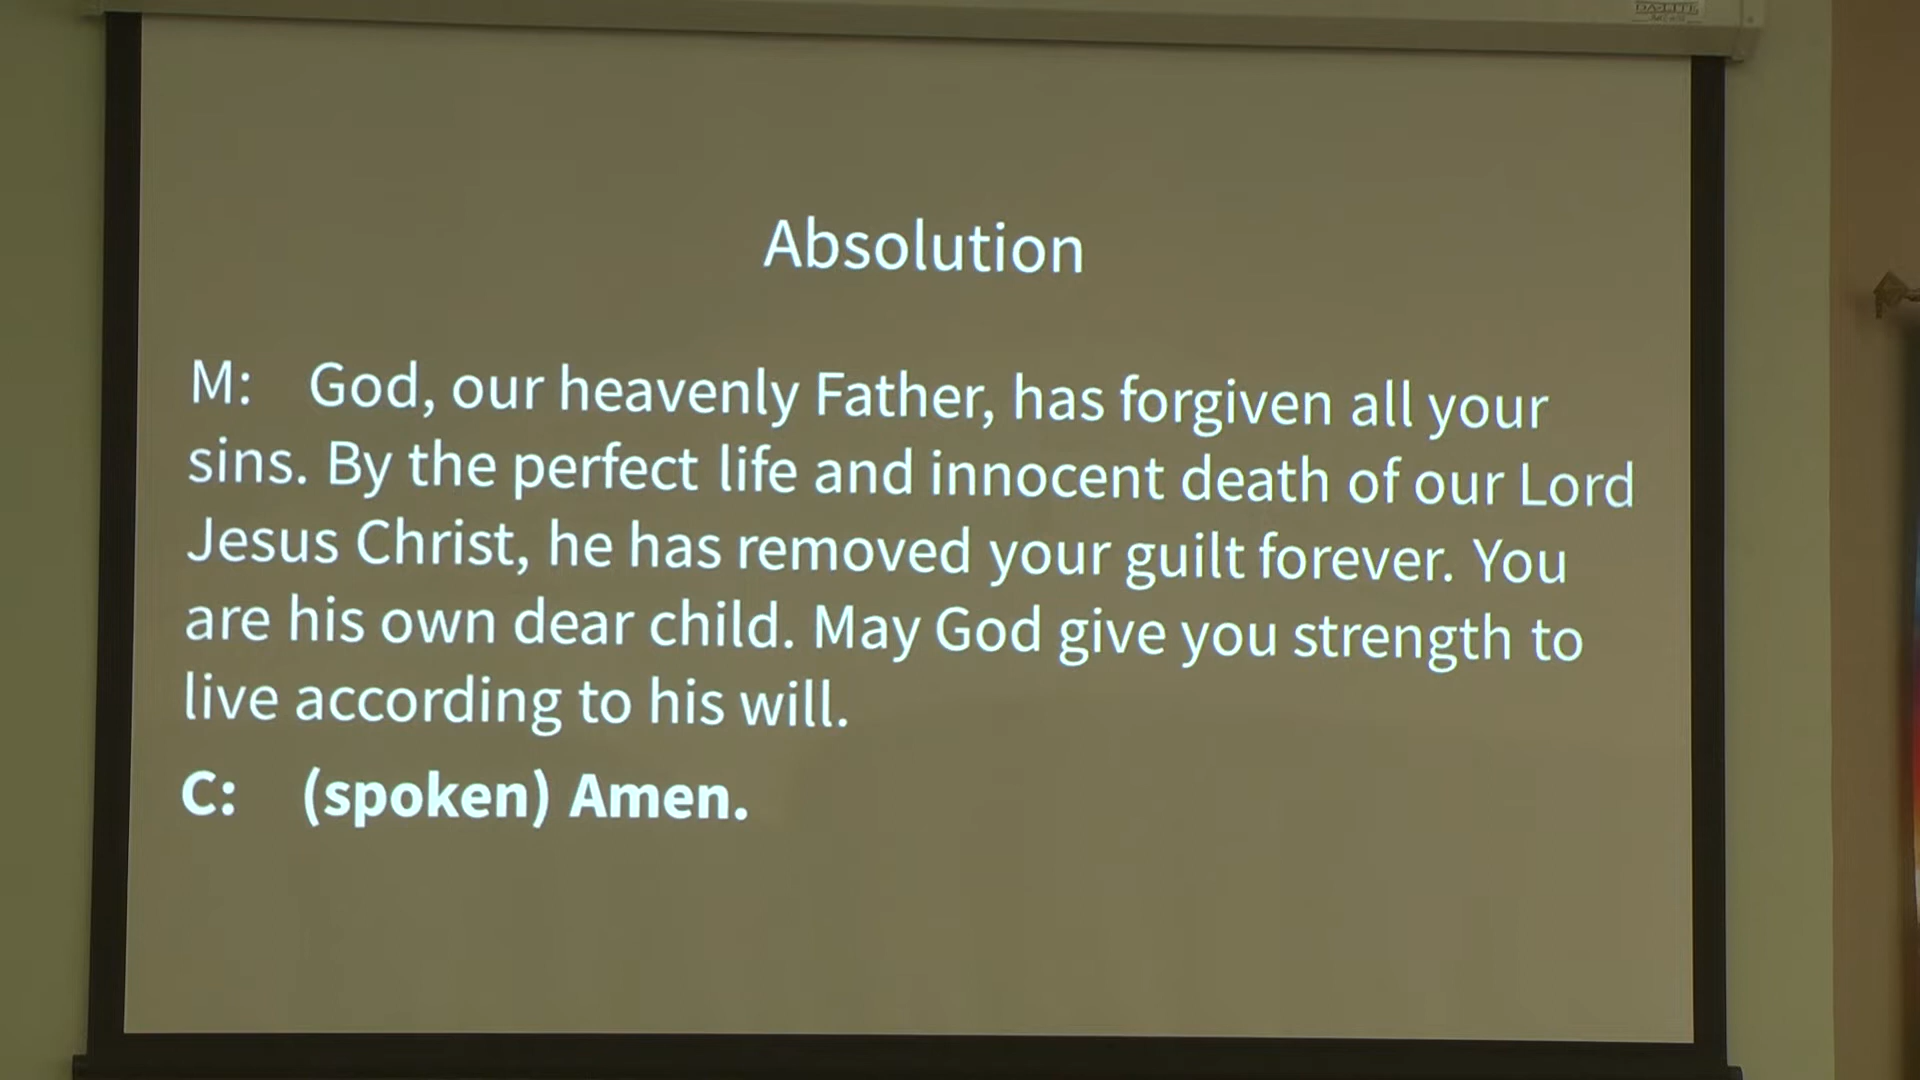 DA-LITE
Absolution
M: God, our heavenly Father, has forgiven all your
sins. By the perfect life and innocent death of our Lord
Jesus Christ, he has removed your guilt forever. You
are his own dear child. May God give you strength to
live according to his will.
C: (spoken) Amen.